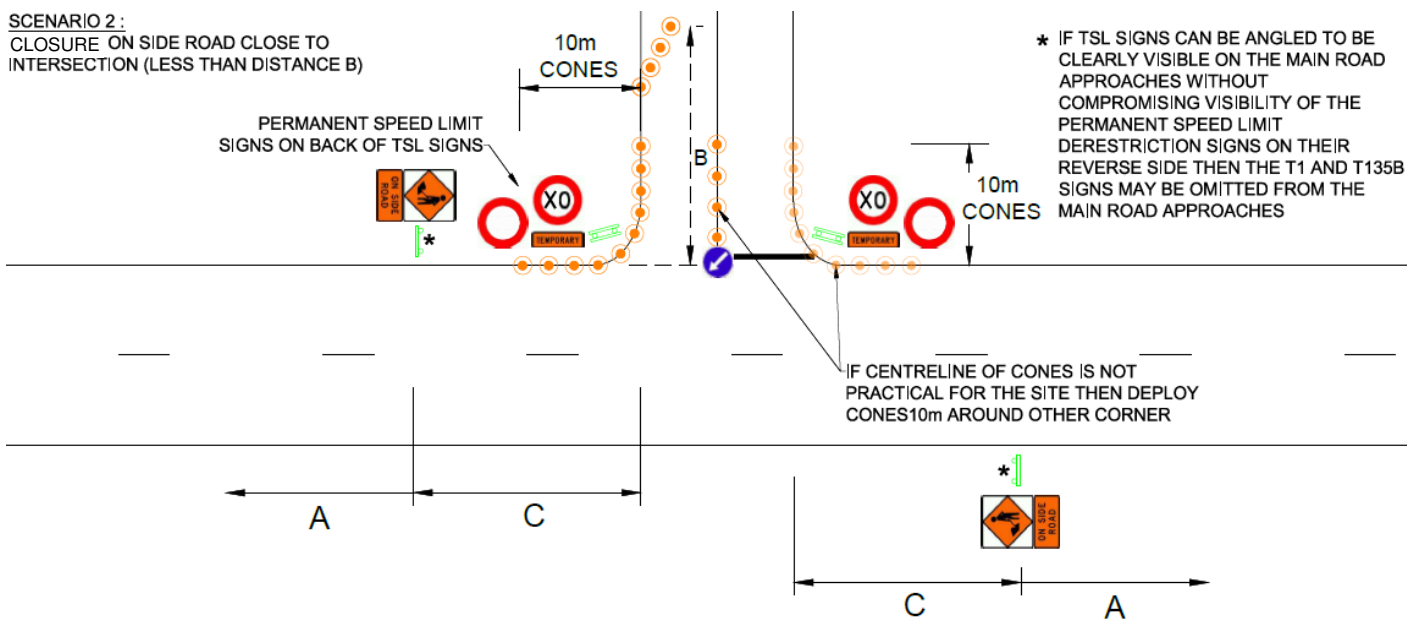 SCENARIO 2 :
CLOSURE ON SIDE ROAD CLOSE TO
INTERSECTION (LESS THAN DISTANCE B)
10m
CONES
PERMANENT SPEED LIMIT
SIGNS ON BACK OF TSL SIGNS
ON SIDE
ROAD
*
X0
TEMPORARY
B
X0
TEMPORARY
10m
CONES
* IF TSL SIGNS CAN BE ANGLED TO BE
CLEARLY VISIBLE ON THE MAIN ROAD
APPROACHES WITHOUT
COMPROMISING VISIBILITY OF THE
PERMANENT SPEED LIMIT
DERESTRICTION SIGNS ON THEIR
REVERSE SIDE THEN THE T1 AND T135B
SIGNS MAY BE OMITTED FROM THE
MAIN ROAD APPROACHES
IF CENTRELINE OF CONES IS NOT
PRACTICAL FOR THE SITE THEN DEPLOY
CONES10m AROUND OTHER CORNER
A
C
*
ON SIDE
ROAD
C
A